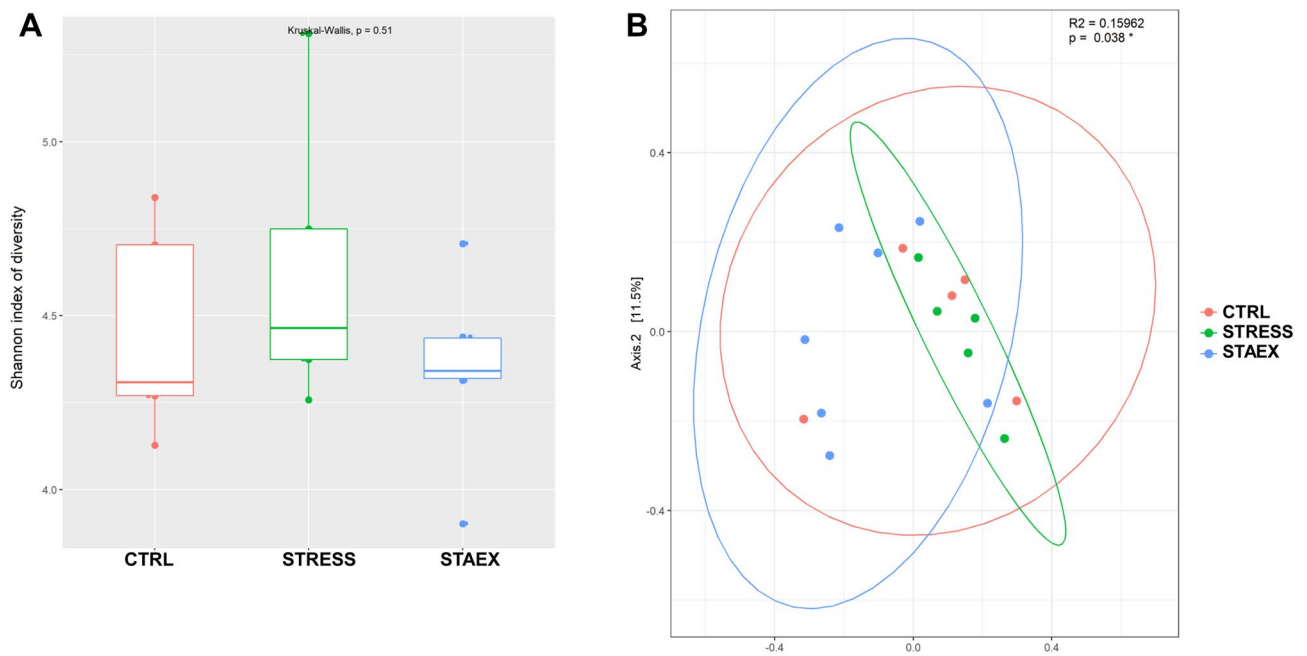 A
Kruskal-Wallis, p = 0.51
Shannon index of diversity
5.0
4.5
4.0
CTRL STRESS STAEX
B
R2 = 0.15962
p = 0.038 *
Axis.2 [11.5%]
0.4
0.0
-0.4
-0.4 0.0 0.4
CTRL
STRESS
STAEX